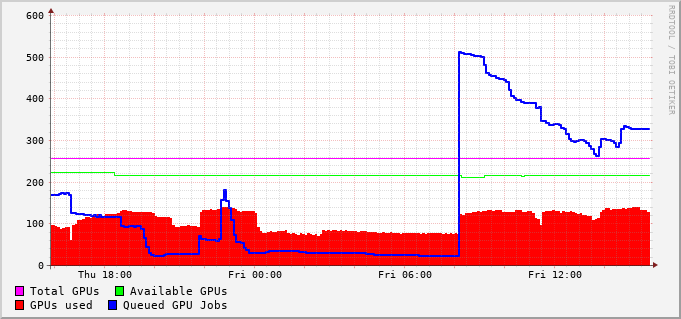 600
500
400
300
200
100
0
Thu 18:00 Fri 00:00 Fri 06:00 Fri 12:00
Total GPUs Available GPUs
GPUs used Queued GPU Jobs
RRDTOOL / TOBI OETIKER